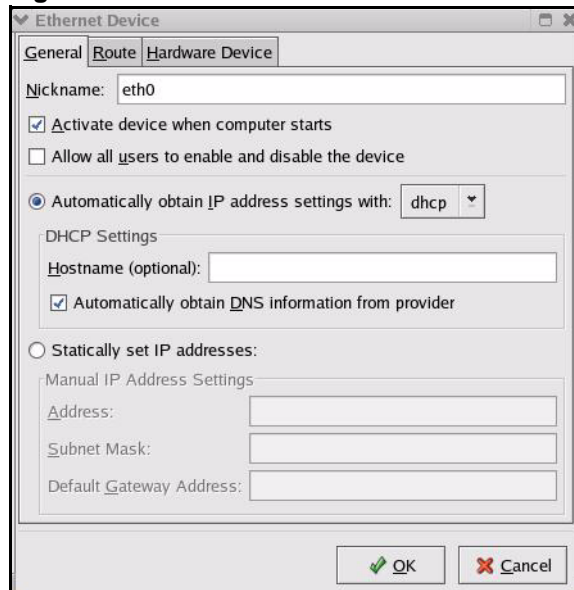 Ethernet Device
General Route Hardware Device
Nickname: eth0
Activate device when computer starts
Allow all users to enable and disable the device
Automatically obtain IP address settings with: dhcp
DHCP Settings
Hostname (optional):
Automatically obtain DNS information from provider
Statically set IP addresses:
Manual IP Address Settings
Address:
Subnet Mask:
Default Gateway Address:
OK Cancel